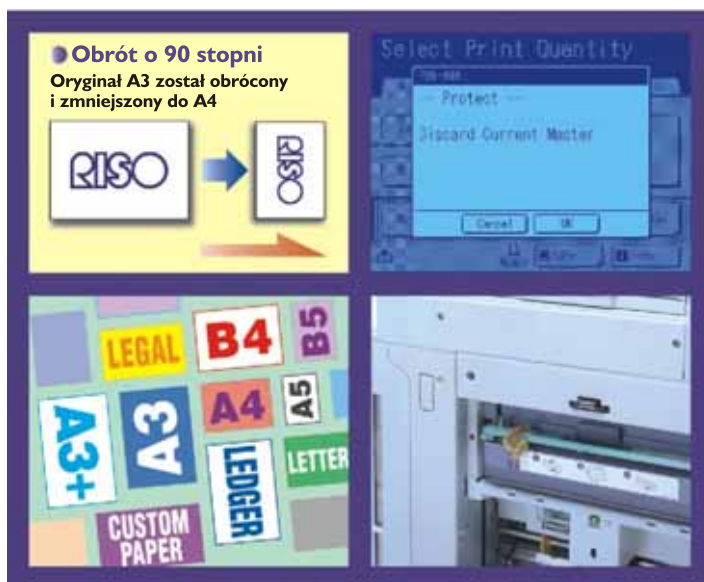 Obrót o 90 stopni
Oryginał A3 został obrócony
i zmniejszony do A4
RISO
RISO
Select Print Quantity
-- Protect --
Discard Current Master
Cancel
OK
LEGAL
B4
B5
A3+
A3
A4
A5
LEDGER
LETTER
CUSTOM
PAPER